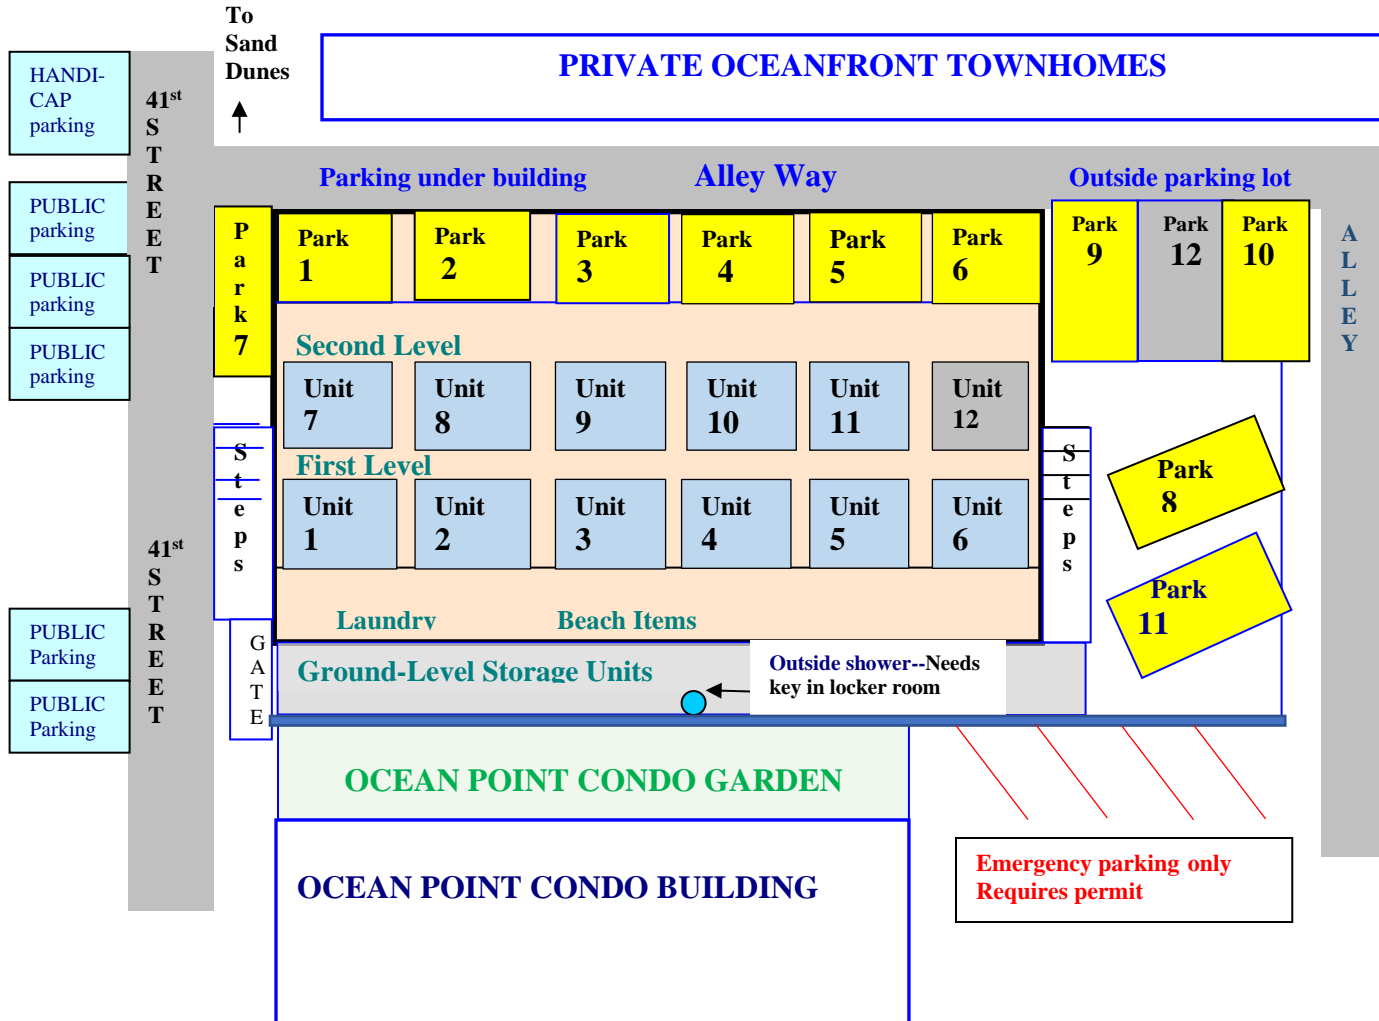 To
Sand
Dunes
PRIVATE OCEANFRONT TOWNHOMES
HANDI-
CAP
parking
41st
S
T
R
E
E
T
Parking under building
Alley Way
Outside parking lot
PUBLIC
parking
PUBLIC
parking
PUBLIC
parking
P
a
r
k
7
Park
1
Park
2
Park
3
Park
4
Park
5
Park
6
Park
9
Park
12
Park
10
A
L
L
E
Y
Second Level
Unit
7
Unit
8
Unit
9
Unit
10
Unit
11
Unit
12
First Level
Unit
1
Unit
2
Unit
3
Unit
4
Unit
5
Unit
6
S
t
e
p
s
S
t
e
p
s
Park
8
Park
11
41st
S
T
R
E
E
T
PUBLIC
Parking
PUBLIC
Parking
G
A
T
E
Laundry
Beach Items
Ground-Level Storage Units
Outside shower--Needs
key in locker room
OCEAN POINT CONDO GARDEN
OCEAN POINT CONDO BUILDING
Emergency parking only
Requires permit